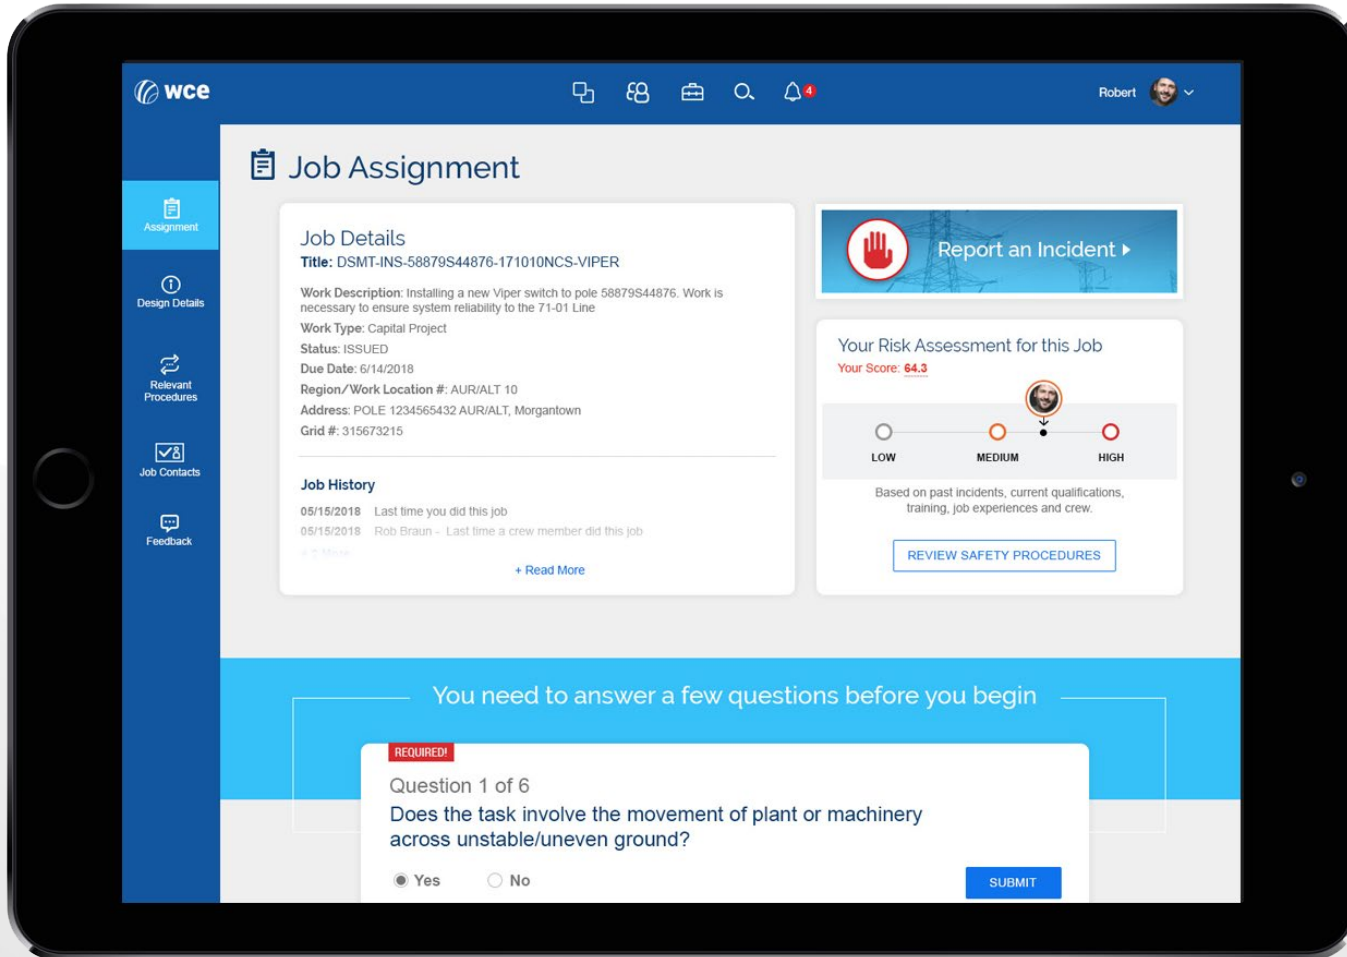 wce
4
Robert
Assignment
Design Details
Relevant
Procedures
Job Contacts
Feedback
Job Assignment
Job Details
Title: DSMT-INS-58879S44876-171010NCS-VIPER
Work Description: Installing a new Viper switch to pole 58879S44876. Work is
necessary to ensure system reliability to the 71-01 Line
Work Type: Capital Project
Status: ISSUED
Due Date: 6/14/2018
Region/Work Location #: AUR/ALT 10
Address: POLE 1234565432 AUR/ALT, Morgantown
Grid #: 315673215
Job History
05/15/2018 Last time you did this job
05/15/2018 Rob Braun - Last time a crew member did this job
+ Read More
Report an Incident
Your Risk Assessment for this Job
Your Score: 64.3
LOW MEDIUM HIGH
Based on past incidents, current qualifications,
training, job experiences and crew.
REVIEW SAFETY PROCEDURES
You need to answer a few questions before you begin
REQUIRED!
Question 1 of 6
Does the task involve the movement of plant or machinery
across unstable/uneven ground?
Yes No
SUBMIT